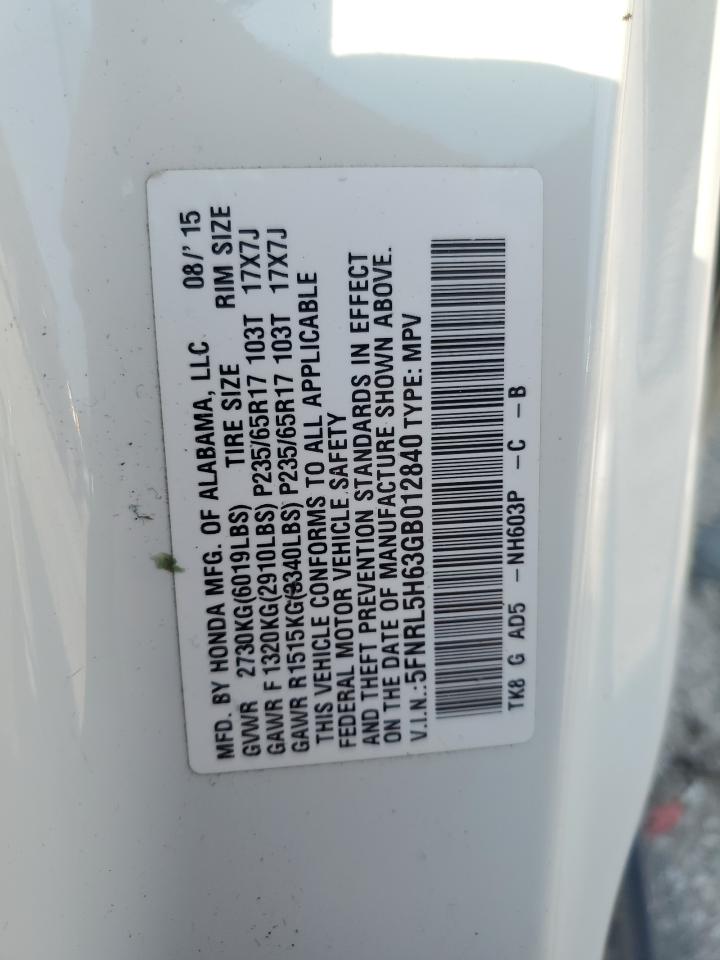 MFD. BY HONDA MFG. OF ALABAMA, LLC 08/' 15
GVWR 2730KG(6019LBS) TIRE SIZE RIM SIZE
GAWR F 1320KG(2910LBS) P235/65R17 103T 17X7J
GAWR R 1515KG(3340LBS) P235/65R17 103T 17X7J
THIS VEHICLE CONFORMS TO ALL APPLICABLE
FEDERAL MOTOR VEHICLE SAFETY
AND THEFT PREVENTION STANDARDS IN EFFECT
ON THE DATE OF MANUFACTURE SHOWN ABOVE.
V.I.N.:5FNRL5H63GB012840 TYPE: MPV
TK8 G AD5 -NH603P -C -B